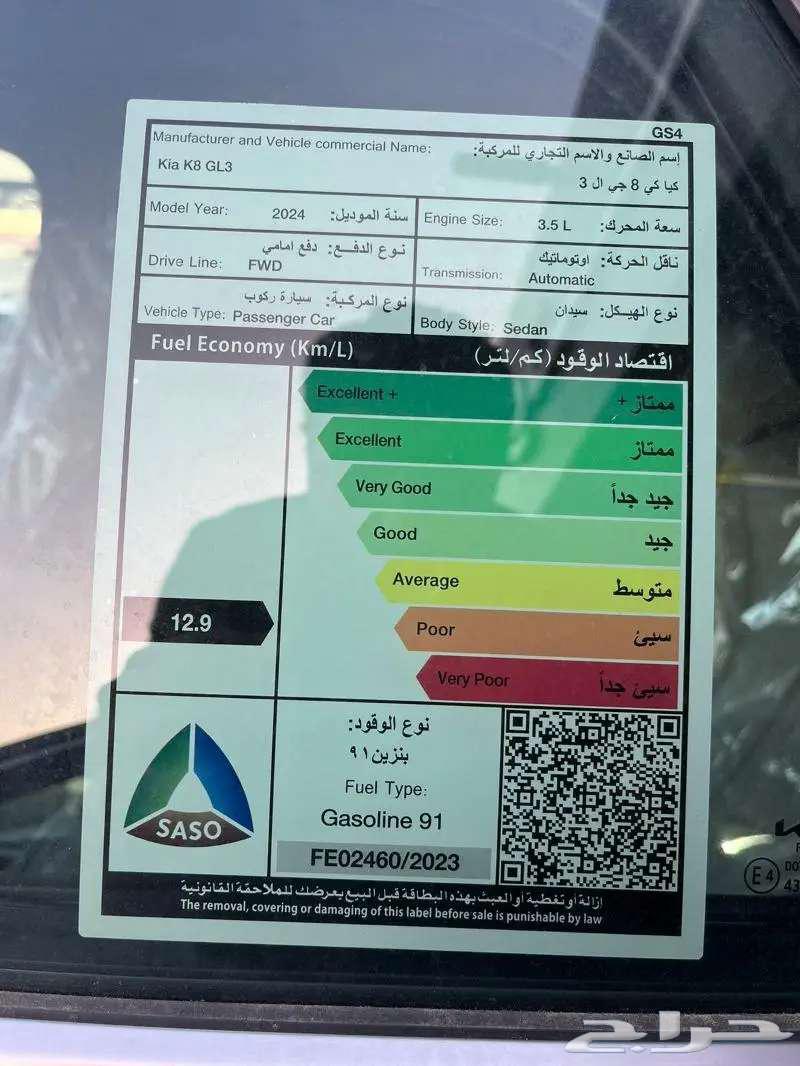 GS4
Manufacturer and Vehicle commercial Name: إسم الصانع والاسم التجاري للمركبة:
Kia K8 GL3
كيا كي 8 جي ال 3
Model Year: 2024 سنة الموديل:
Engine Size: 3.5 L سعة المحرك:
نوع الدفع: دفع امامي
Drive Line: FWD
ناقل الحركة: اوتوماتيك
Transmission: Automatic
نوع المركبة: سيارة ركوب
Vehicle Type: Passenger Car
نوع الهيكل: سيدان
Body Style: Sedan
Fuel Economy (Km/L) اقتصاد الوقود (كم/لتر)
Excellent + ممتاز +
Excellent ممتاز
Very Good جيد جداً
Good جيد
Average متوسط
12.9
Poor سيئ
Very Poor سيئ جداً
SASO
نوع الوقود:
بنزين ٩١
Fuel Type:
Gasoline 91
FE02460/2023
ازالة أو تغطية أو العبث بهذه البطاقة قبل البيع يعرضك للملاحقة القانونية
The removal, covering or damaging of this label before sale is punishable by law
E4
43
حراج